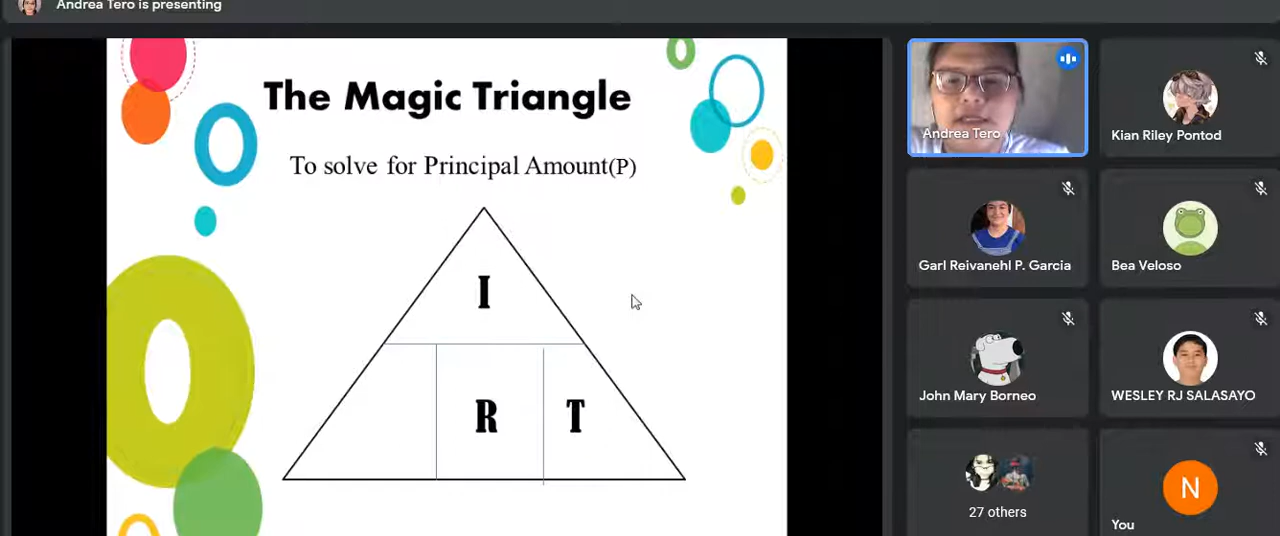 Andrea Tero is presenting
The Magic Triangle
To solve for Principal Amount(P)
I
R T
Andrea Tero
Kian Riley Pontod
Garl Reivanehl P. Garcia
Bea Veloso
John Mary Borneo
WESLEY RJ SALASAYO
27 others
N
You